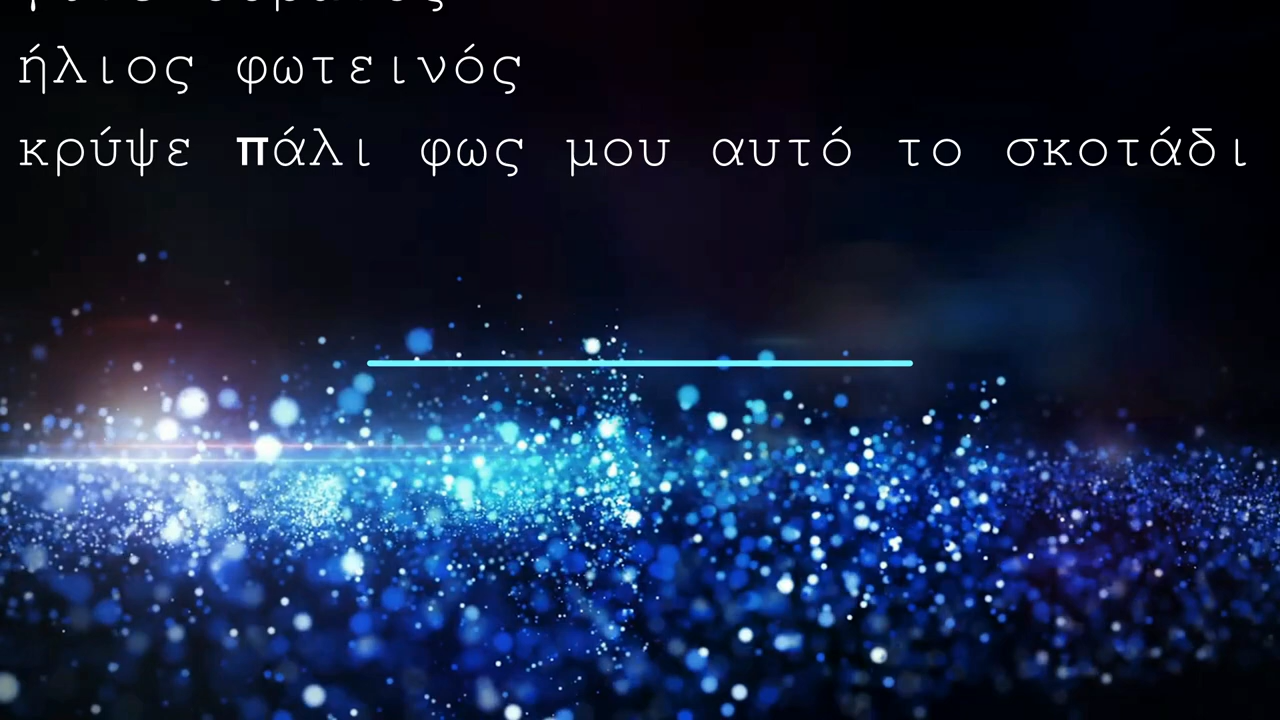 ήλιος φωτεινός
κρύψε πάλι φως μου αυτό το σκοτάδι